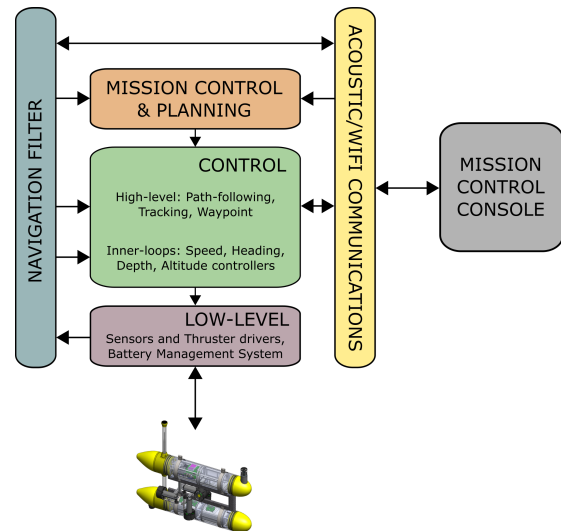 NAVIGATION FILTER
MISSION CONTROL
& PLANNING
CONTROL
High-level: Path-following,
Tracking, Waypoint
Inner-loops: Speed, Heading,
Depth, Altitude controllers
LOW-LEVEL
Sensors and Thruster drivers,
Battery Management System
ACOUSTIC/WIFI COMMUNICATIONS
MISSION
CONTROL
CONSOLE